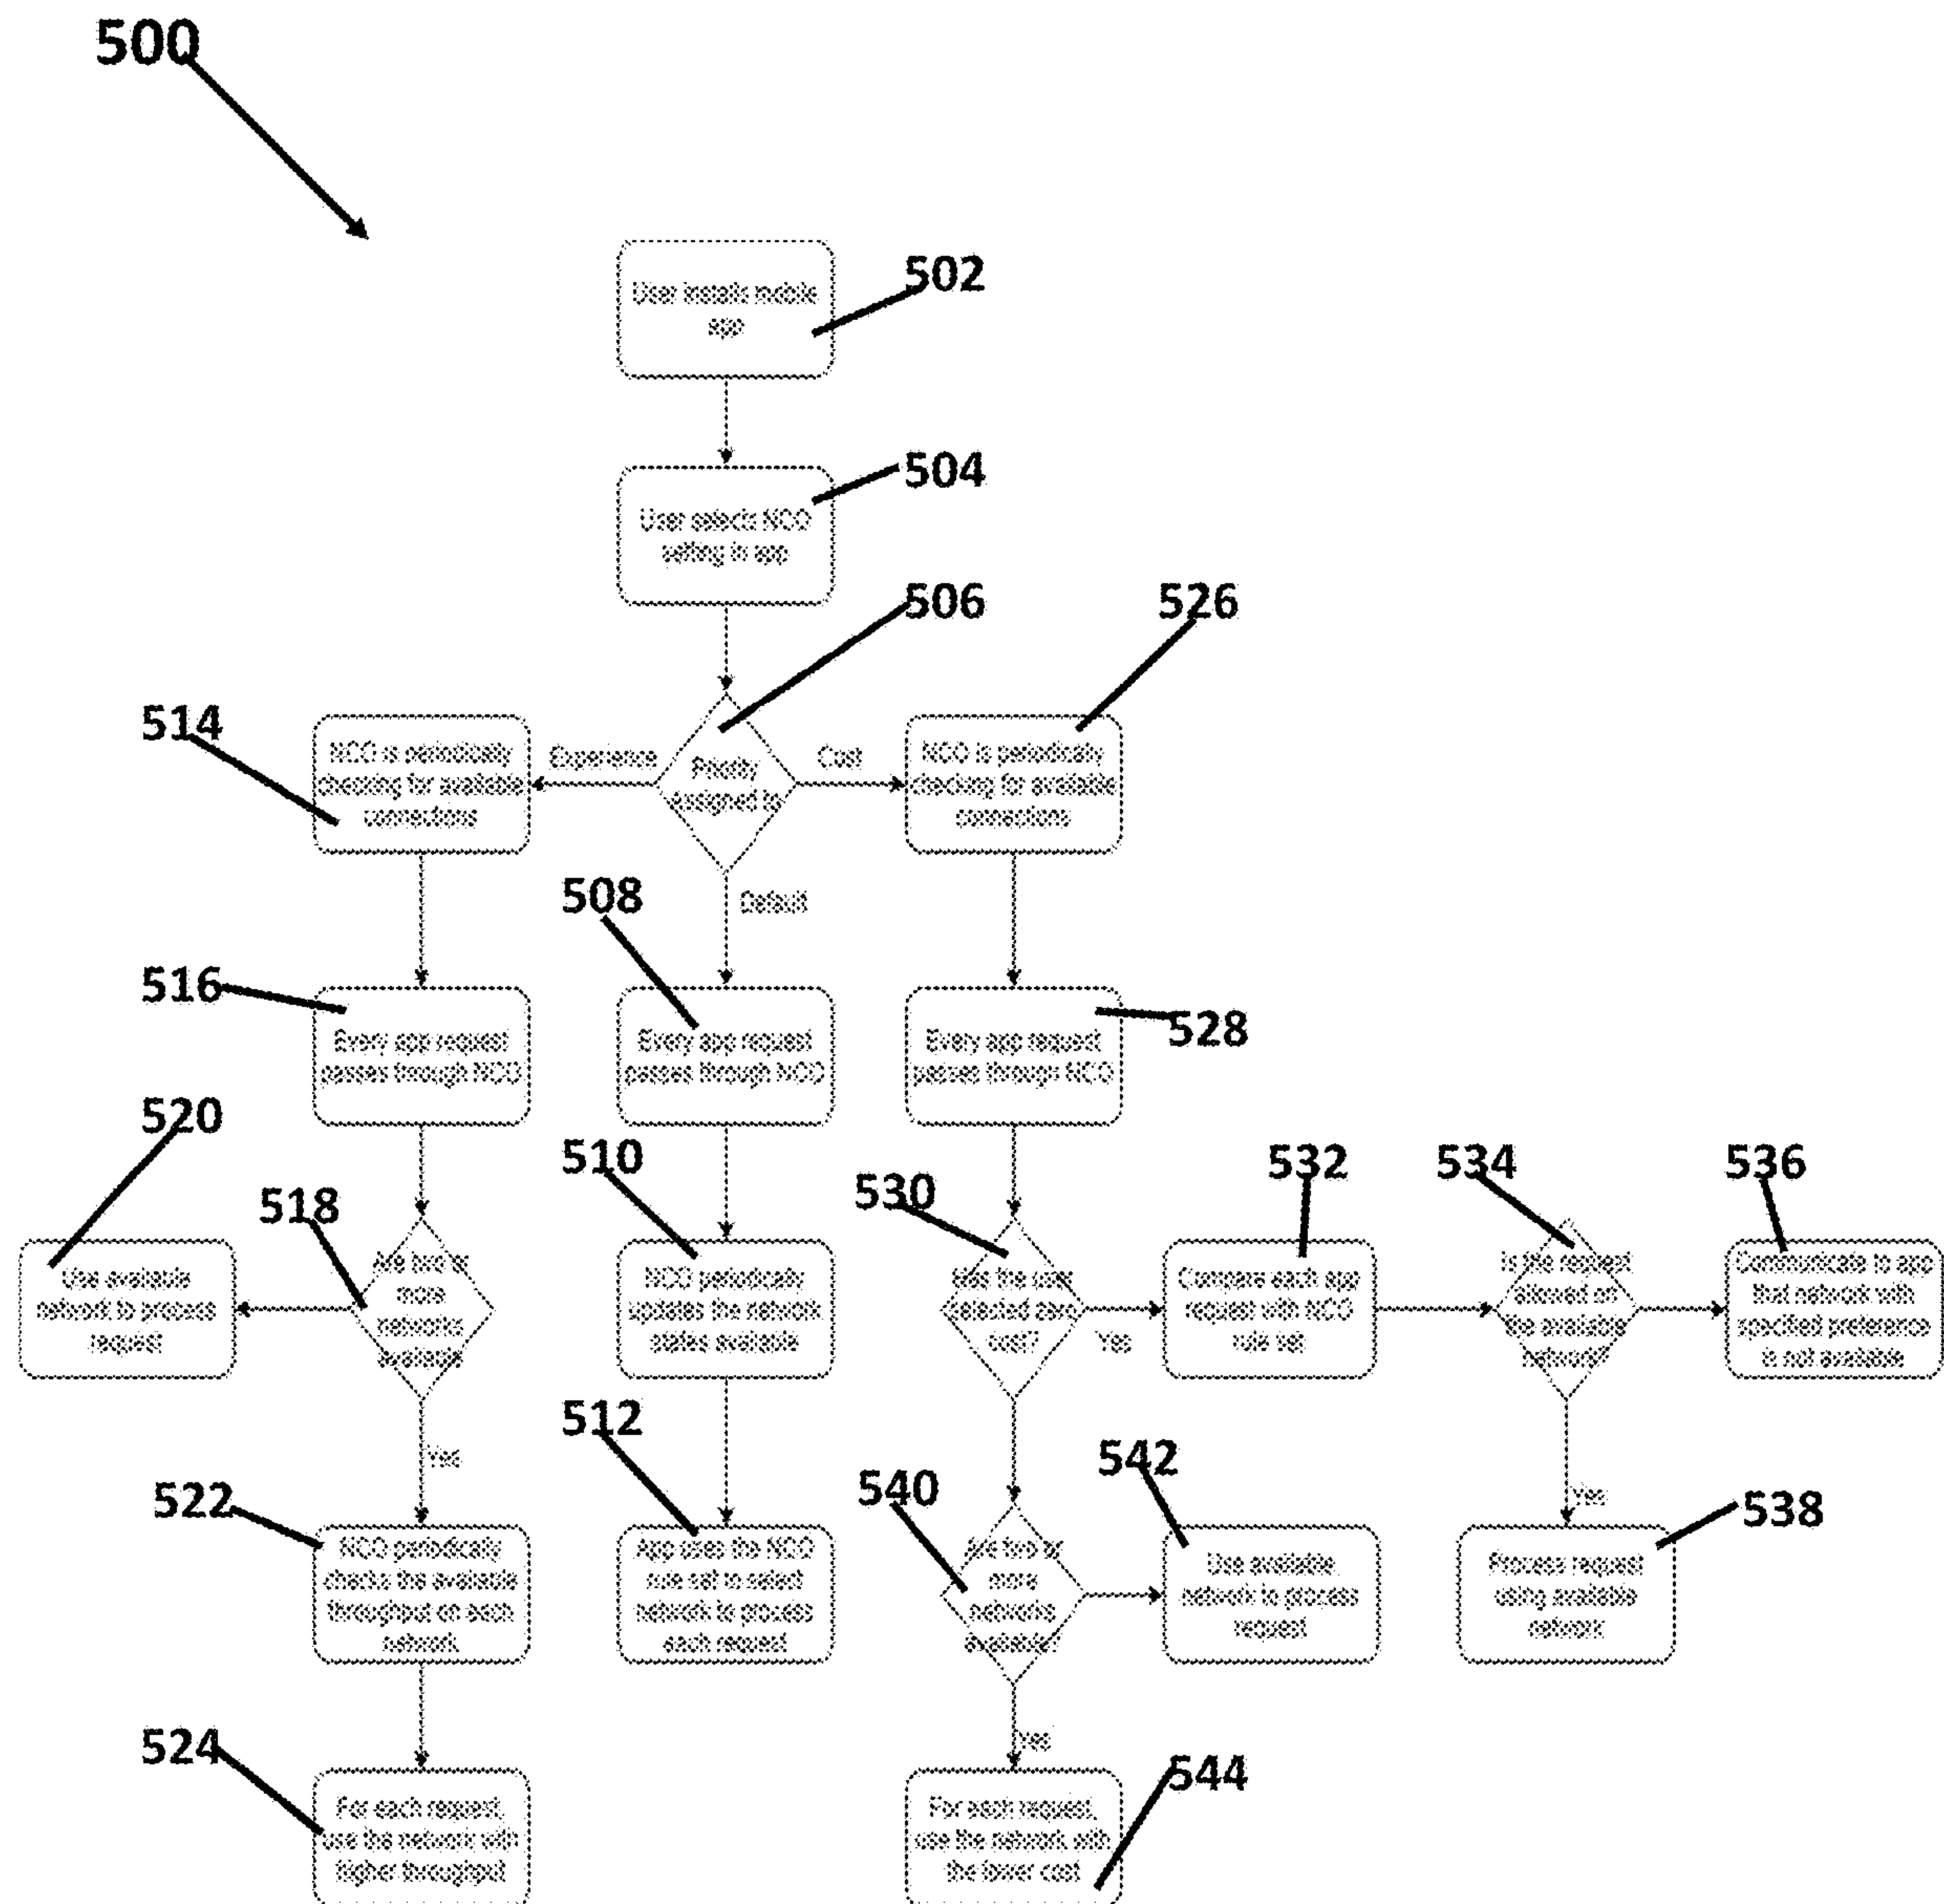 500
User installs mobile
app
502
User selects NCO
setting in app
504
506
526
514
NCO is periodically
checking for available
connections
Experience
Priority
Assigned to
Cost
NCO is periodically
checking for available
connections
508
Default
516
Every app request
passes through NCO
Every app request
passes through NCO
Every app request
passes through NCO
528
520
518
510
530
532
534
536
Use available
network to process
request
Are two or
more
networks
available
NCO periodically
updates the network
states available
Has the user
selected zero
cost?
Yes
Compare each app
request with NCO
rule set
Is the request
allowed on
the available
network?
Communicate to app
that network with
specified preference
is not available
Yes
512
540
542
522
NCO periodically
checks the available
throughput on each
network
App uses the NCO
rule set to select
network to process
each request
Are two or
more
networks
available?
Use available
network to process
request
Yes
Process request
using available
network
538
524
For each request,
use the network with
higher throughput
Yes
For each request,
use the network with
the lower cost
544